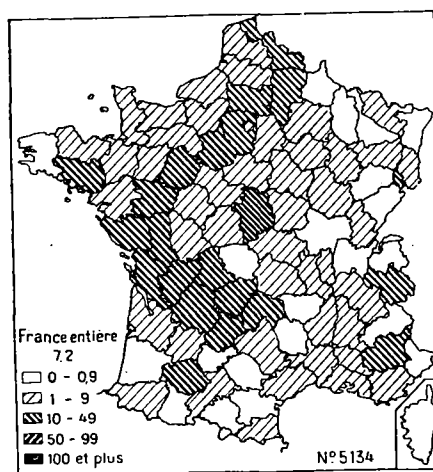 France entière
7.2
0 - 0,9
1 - 9
10 - 49
50 - 99
100 et plus
N°5134